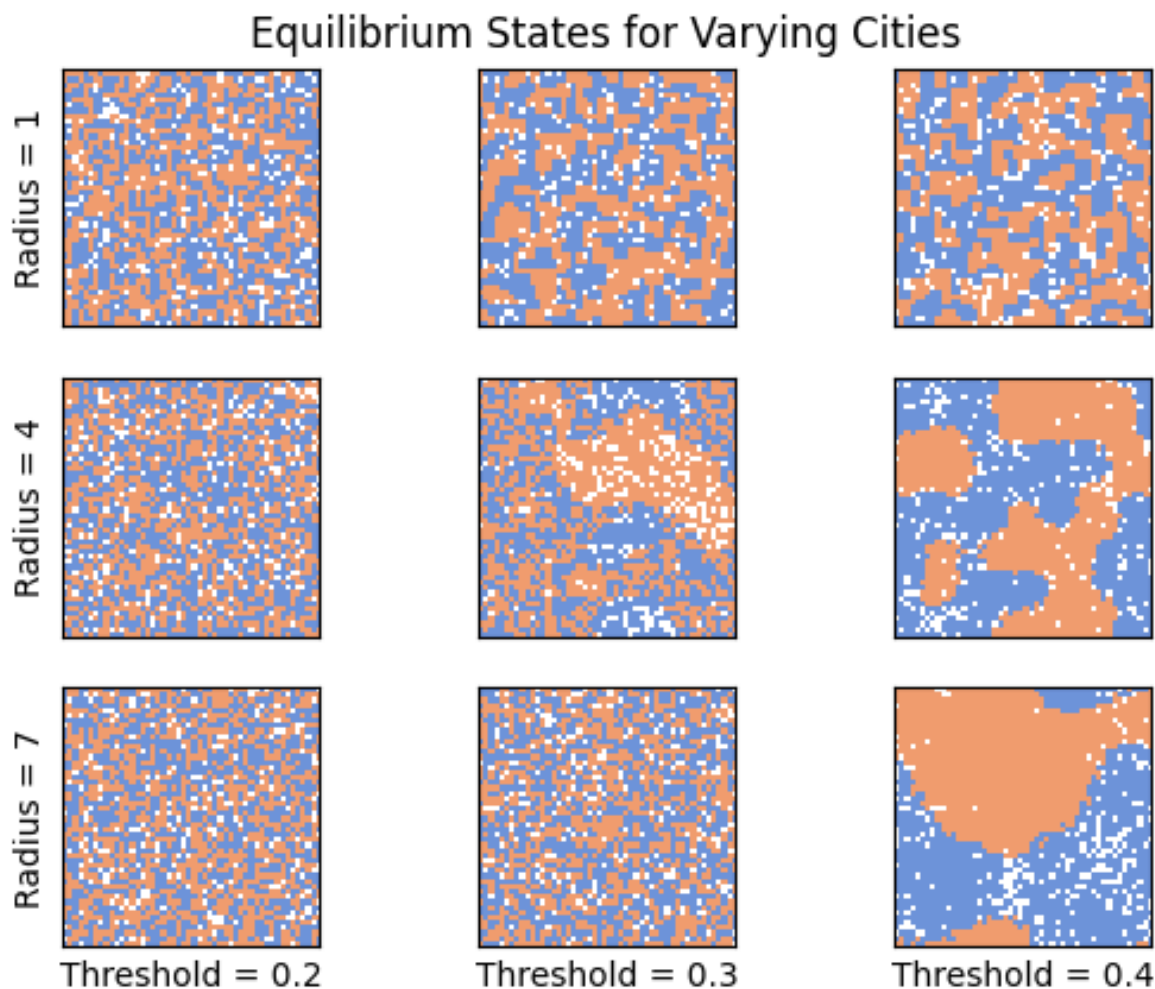 Equilibrium States for Varying Cities
Radius = 1
Radius = 4
Radius = 7
Threshold = 0.2
Threshold = 0.3
Threshold = 0.4